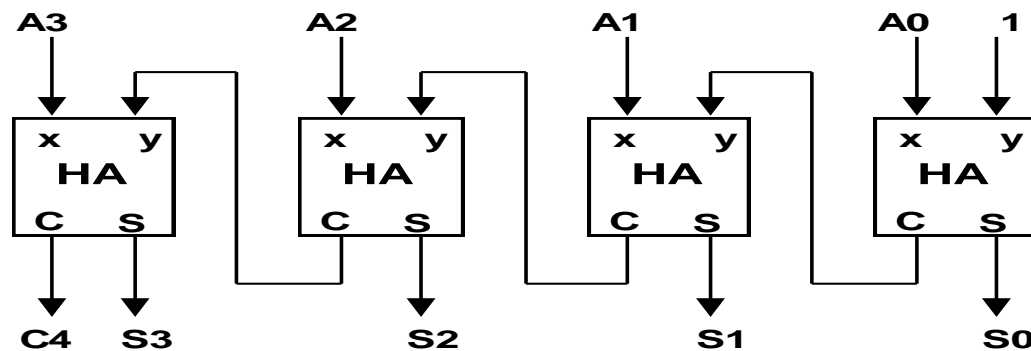 A3 A2 A1 A0 1
x y x y x y x y
HA HA HA HA
C S C S C S C S
C4 S3 S2 S1 S0